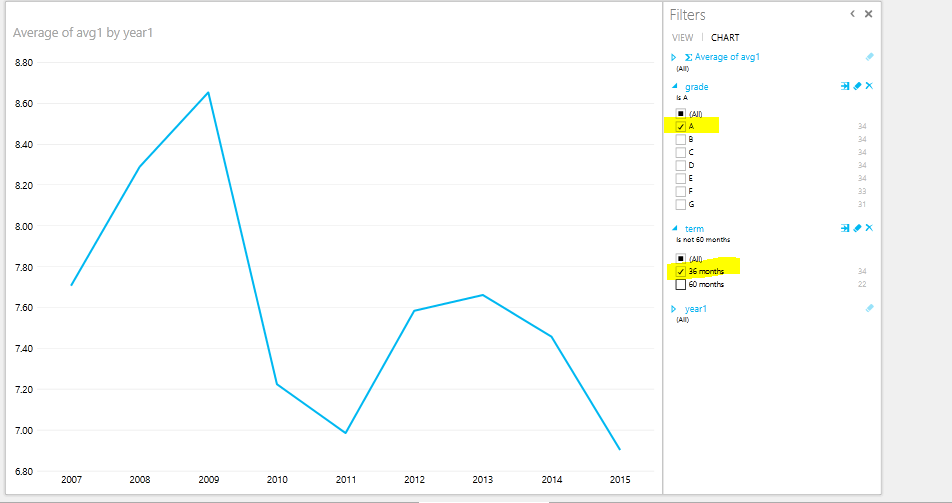 Average of avg1 by year1
8.80
8.60
8.40
8.20
8.00
7.80
7.60
7.40
7.20
7.00
6.80
2007 2008 2009 2010 2011 2012 2013 2014 2015
Filters
VIEW | CHART
Σ Average of avg1
(All)
grade
is A
(All)
A 34
B 34
C 34
D 34
E 34
F 33
G 31
term
is not 60 months
(All)
36 months 34
60 months 22
year1
(All)